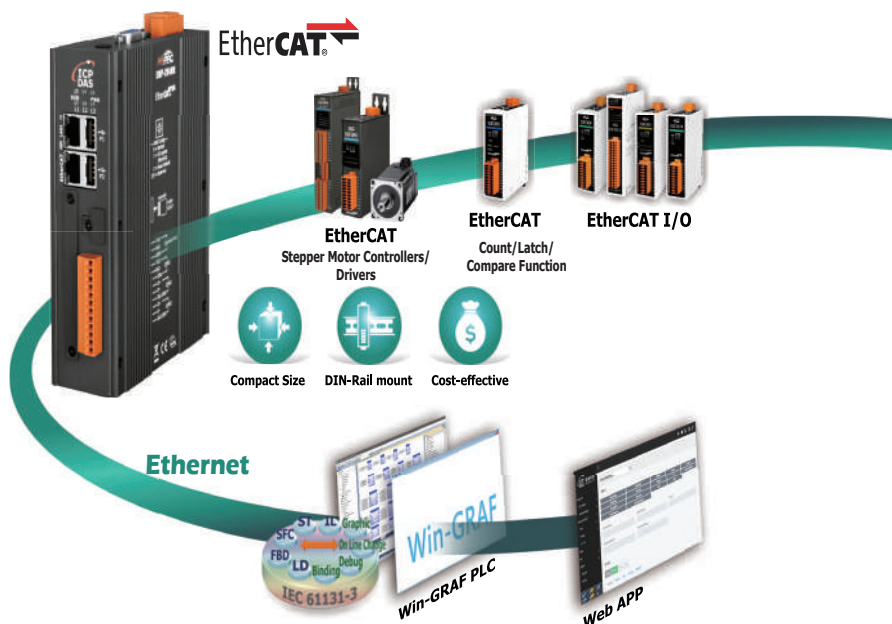 EtherCAT®
ICP
DAS
EtherCAT
Stepper Motor Controllers/
Drivers
EtherCAT
Count/Latch/
Compare Function
EtherCAT I/O
Compact Size
DIN-Rail mount
Cost-effective
$
Ethernet
ST
IL
Graphic
SFC
On Line Change
FBD
Debug
LD
Binding
IEC 61131-3
Win-GRAF
Win-GRAF PLC
Web APP